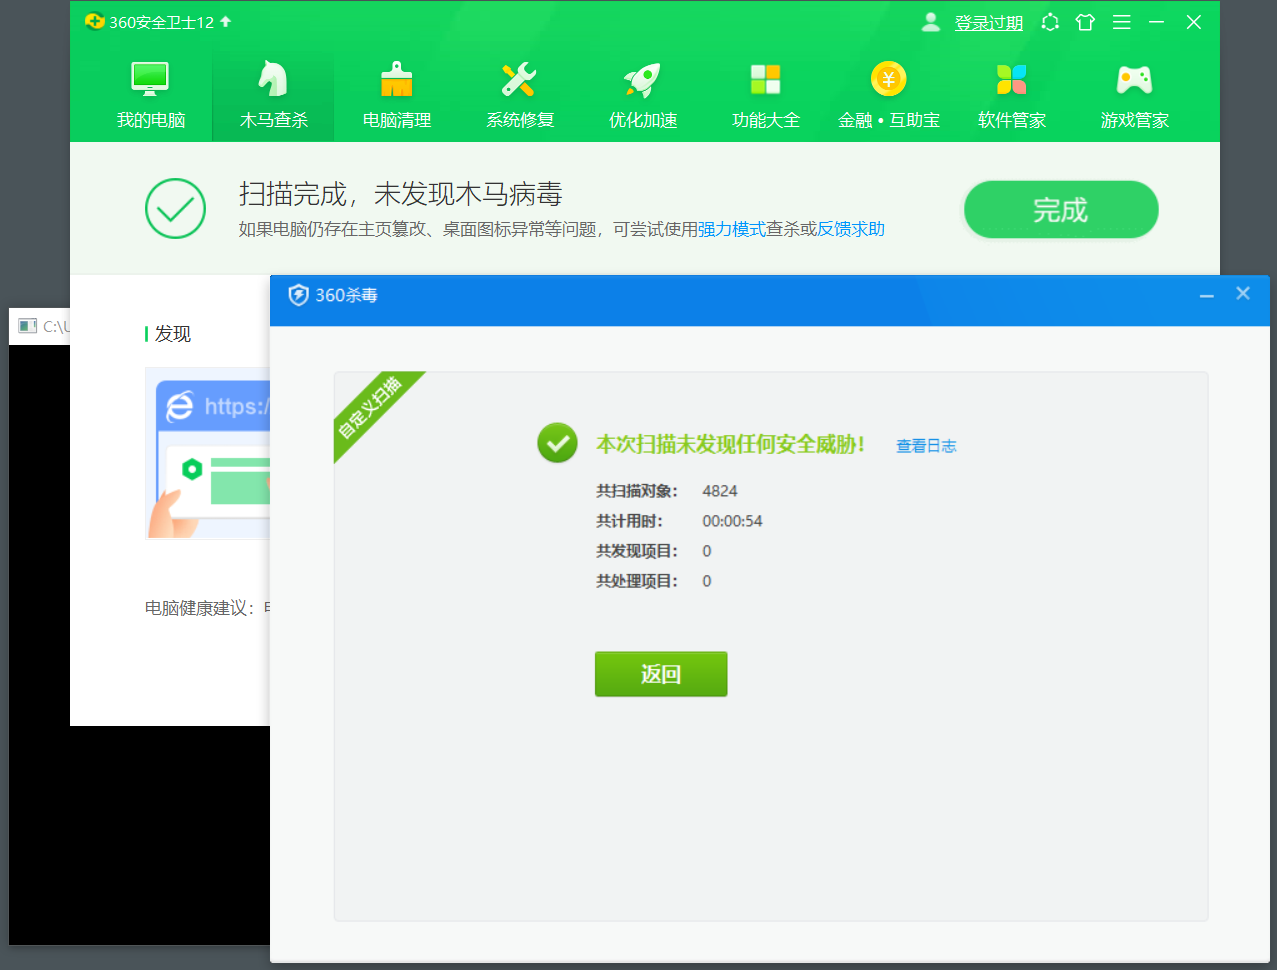 360安全卫士12
登录过期
我的电脑
木马查杀
电脑清理
系统修复
优化加速
功能大全
金融•互助宝
软件管家
游戏管家
扫描完成，未发现木马病毒
如果电脑仍存在主页篡改、桌面图标异常等问题，可尝试使用强力模式查杀或反馈求助
完成
C:\U
发现
https:/
电脑健康建议：
360杀毒
自定义扫描
本次扫描未发现任何安全威胁！ 查看日志
共扫描对象： 4824
共计用时： 00:00:54
共发现项目： 0
共处理项目： 0
返回